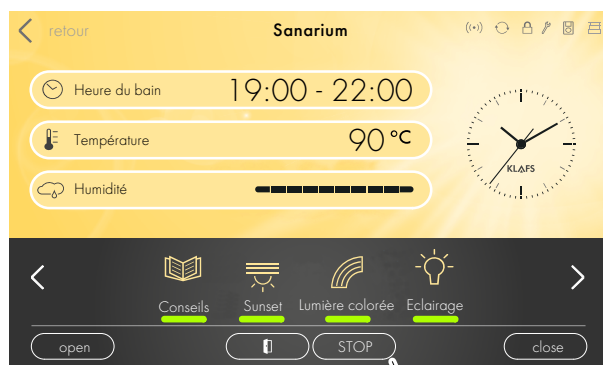 retour
Sanarium
Heure du bain 19:00 - 22:00
Température 90 °C
Humidité
KLAFS
Conseils Sunset Lumière colorée Eclairage
open STOP close